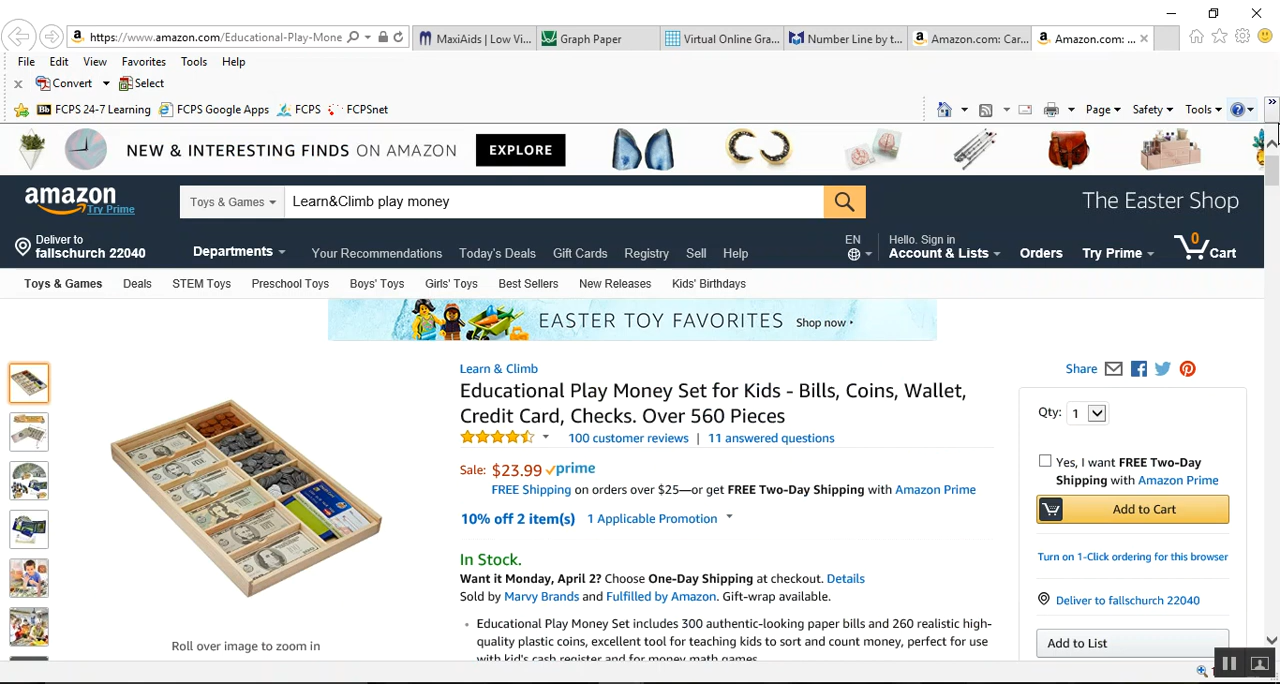 https://www.amazon.com/Educational-Play-Mone
MaxiAids | Low Vi...
Graph Paper
Virtual Online Gra...
Number Line by t...
Amazon.com: Car...
Amazon.com: ...
File Edit View Favorites Tools Help
Convert Select
FCPS 24-7 Learning FCPS Google Apps FCPS FCPSnet
Page Safety Tools
NEW & INTERESTING FINDS ON AMAZON EXPLORE
amazon
Try Prime
Toys & Games
Learn&Climb play money
The Easter Shop
Deliver to
fallschurch 22040
Departments Your Recommendations Today's Deals Gift Cards Registry Sell Help
EN
Hello. Sign in
Account & Lists
Orders
Try Prime
0
Cart
Toys & Games Deals STEM Toys Preschool Toys Boys' Toys Girls' Toys Best Sellers New Releases Kids' Birthdays
EASTER TOY FAVORITES Shop now
Learn & Climb
Educational Play Money Set for Kids - Bills, Coins, Wallet,
Credit Card, Checks. Over 560 Pieces
100 customer reviews | 11 answered questions
Sale: $23.99 prime
FREE Shipping on orders over $25—or get FREE Two-Day Shipping with Amazon Prime
10% off 2 item(s) 1 Applicable Promotion
In Stock.
Want it Monday, April 2? Choose One-Day Shipping at checkout. Details
Sold by Marvy Brands and Fulfilled by Amazon. Gift-wrap available.
Educational Play Money Set includes 300 authentic-looking paper bills and 260 realistic high-
quality plastic coins, excellent tool for teaching kids to sort and count money, perfect for use
with kid's cash register and for money math games.
Roll over image to zoom in
Share
Qty: 1
Yes, I want FREE Two-Day
Shipping with Amazon Prime
Add to Cart
Turn on 1-Click ordering for this browser
Deliver to fallschurch 22040
Add to List